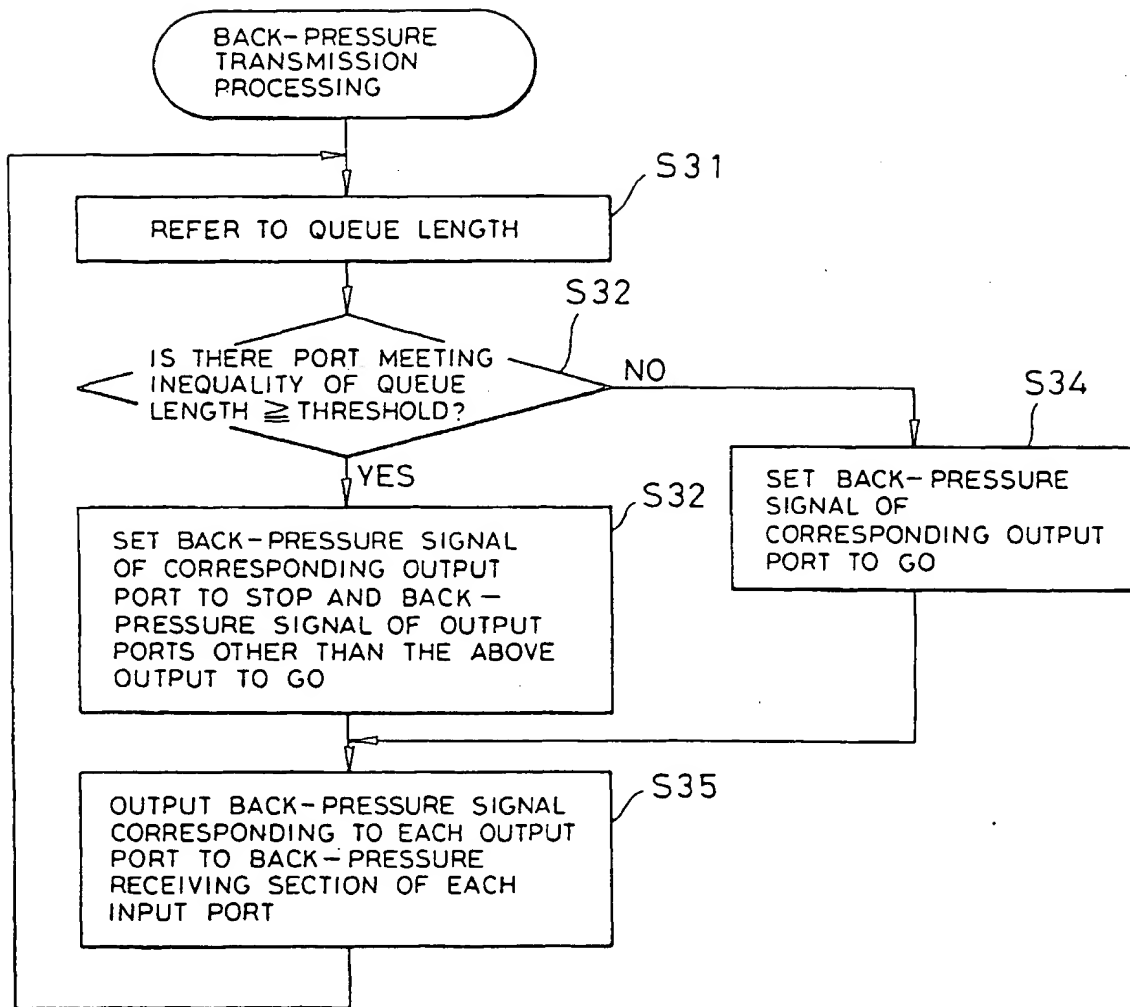 BACK-PRESSURE
TRANSMISSION
PROCESSING
S31
REFER TO QUEUE LENGTH
S32
IS THERE PORT MEETING
INEQUALITY OF QUEUE
LENGTH ≧ THRESHOLD?
NO
YES
S34
SET BACK-PRESSURE
SIGNAL OF
CORRESPONDING OUTPUT
PORT TO GO
S32
SET BACK-PRESSURE SIGNAL
OF CORRESPONDING OUTPUT
PORT TO STOP AND BACK-
PRESSURE SIGNAL OF OUTPUT
PORTS OTHER THAN THE ABOVE
OUTPUT TO GO
S35
OUTPUT BACK-PRESSURE SIGNAL
CORRESPONDING TO EACH OUTPUT
PORT TO BACK-PRESSURE
RECEIVING SECTION OF EACH
INPUT PORT